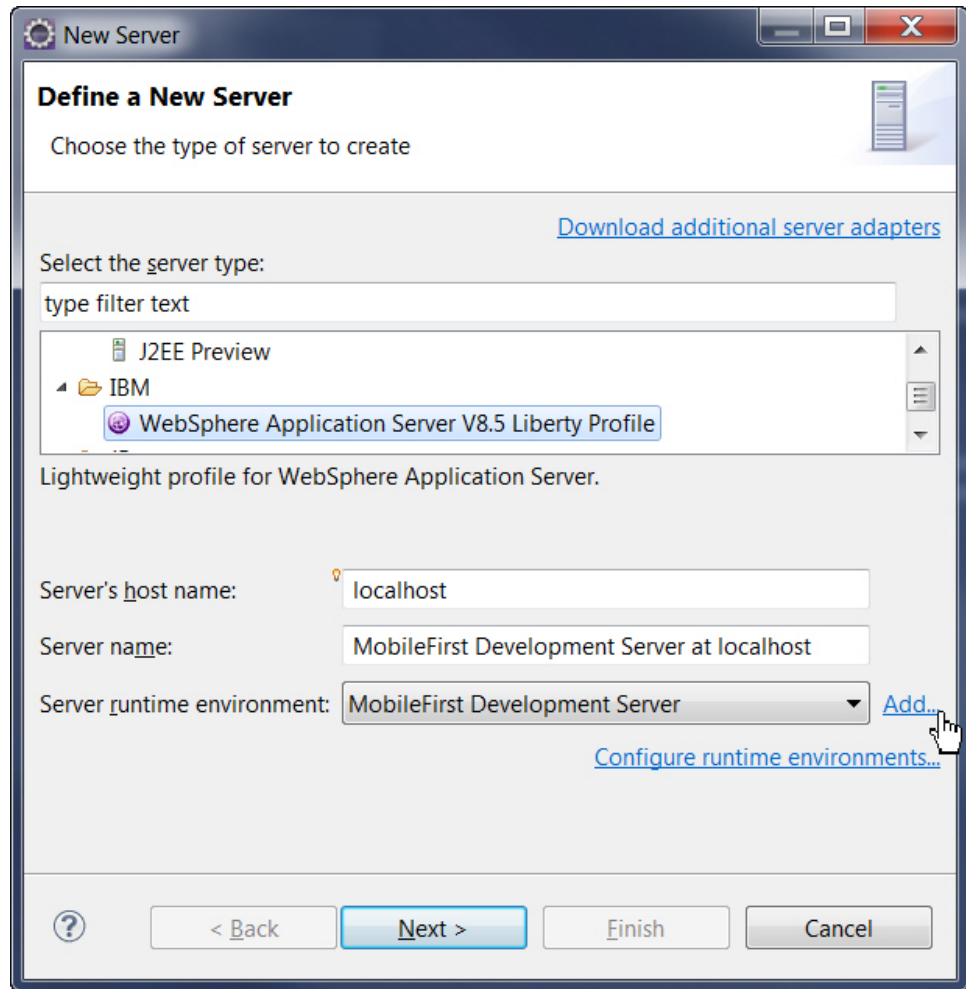 New Server
Define a New Server
Choose the type of server to create
Download additional server adapters
Select the server type:
type filter text
J2EE Preview
IBM
WebSphere Application Server V8.5 Liberty Profile
Lightweight profile for WebSphere Application Server.
Server's host name: localhost
Server name: MobileFirst Development Server at localhost
Server runtime environment: MobileFirst Development Server Add...
Configure runtime environments...
? < Back Next > Finish Cancel